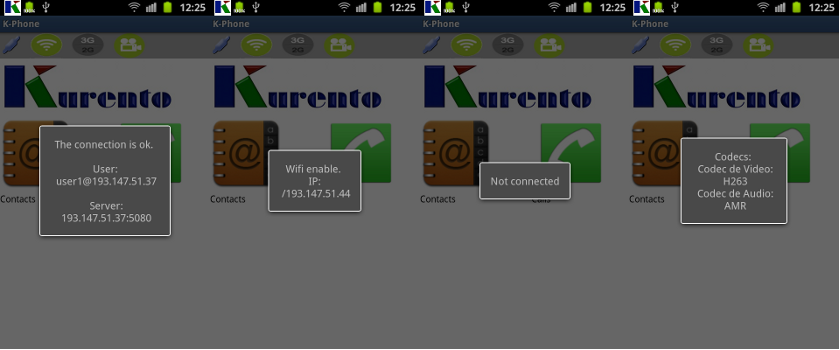 12:25
K-Phone
3G
2G
Kurento
The connection is ok.
User:
user1@193.147.51.37
Server:
193.147.51.37:5080
Contacts
12:25
K-Phone
3G
2G
Kurento
Wifi enable.
IP:
/193.147.51.44
Contacts
12:25
K-Phone
3G
2G
Kurento
Not connected
Contacts
Calls
12:25
K-Phone
3G
2G
Kurento
Codecs:
Codec de Video:
H263
Codec de Audio:
AMR
Contacts